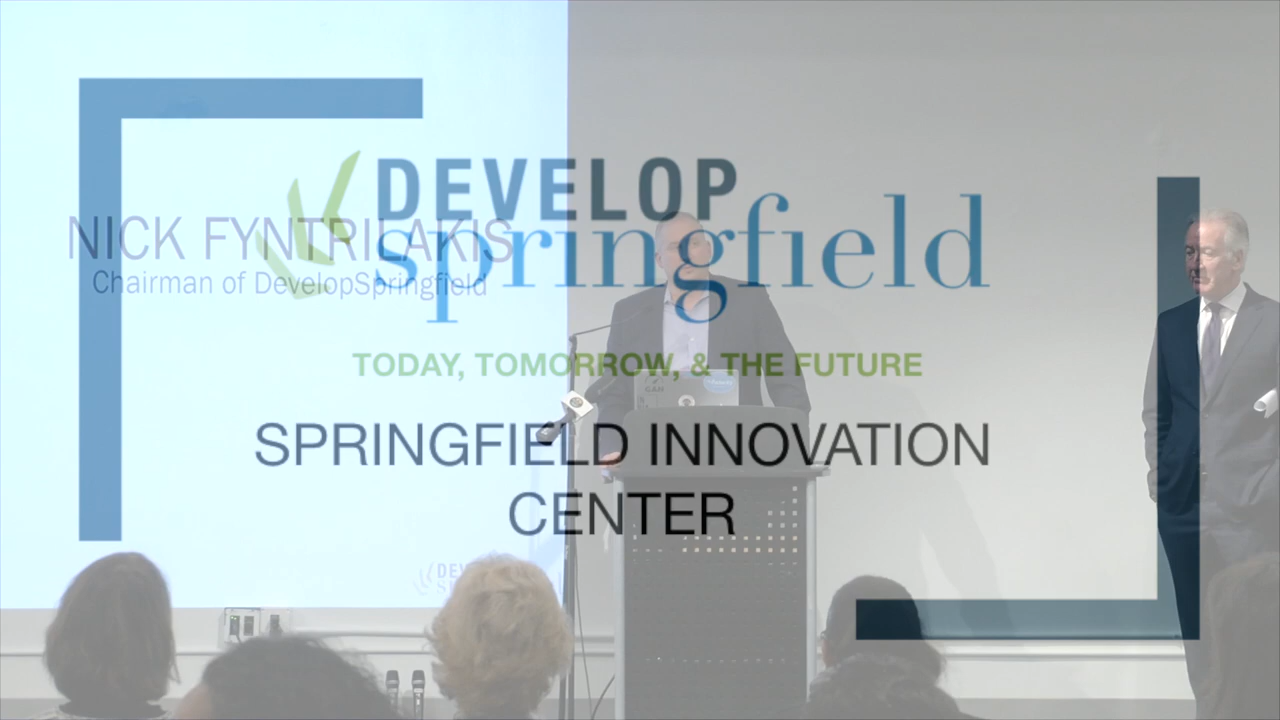 DEVELOP
springfield
NICK FYNTRILAKIS
Chairman of DevelopSpringfield
TODAY, TOMORROW, & THE FUTURE
SPRINGFIELD INNOVATION
CENTER